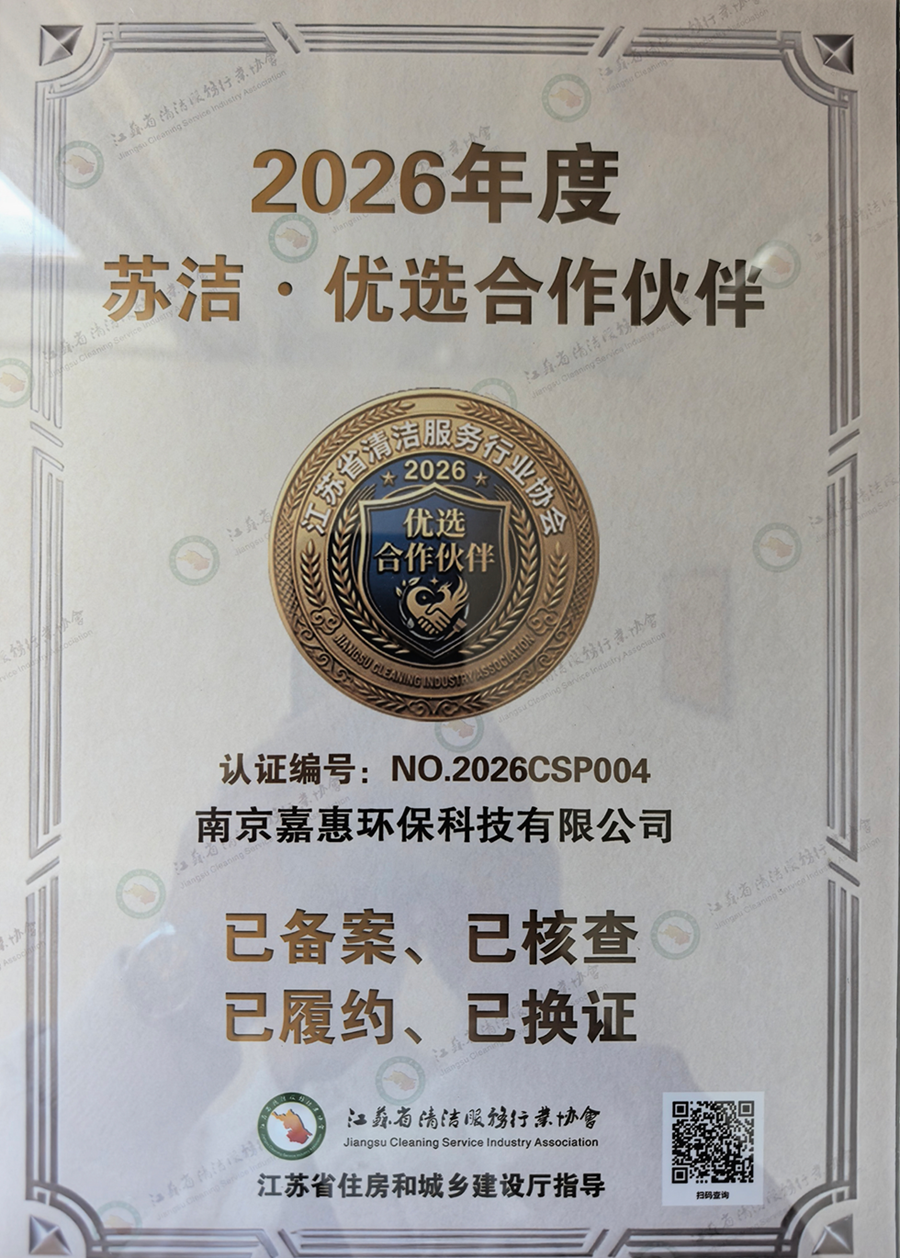 2026年度
苏洁·优选合作伙伴
江苏省清洁服务行业协会
2026
优选
合作伙伴
JIANGSU CLEANING INDUSTRY ASSOCIATION
认证编号：NO.2026CSP004
南京嘉惠环保科技有限公司
已备案、已核查
已履约、已换证
江蘇省清洁服務行業协會
Jiangsu Cleaning Service Industry Association
江苏省住房和城乡建设厅指导
扫码查询